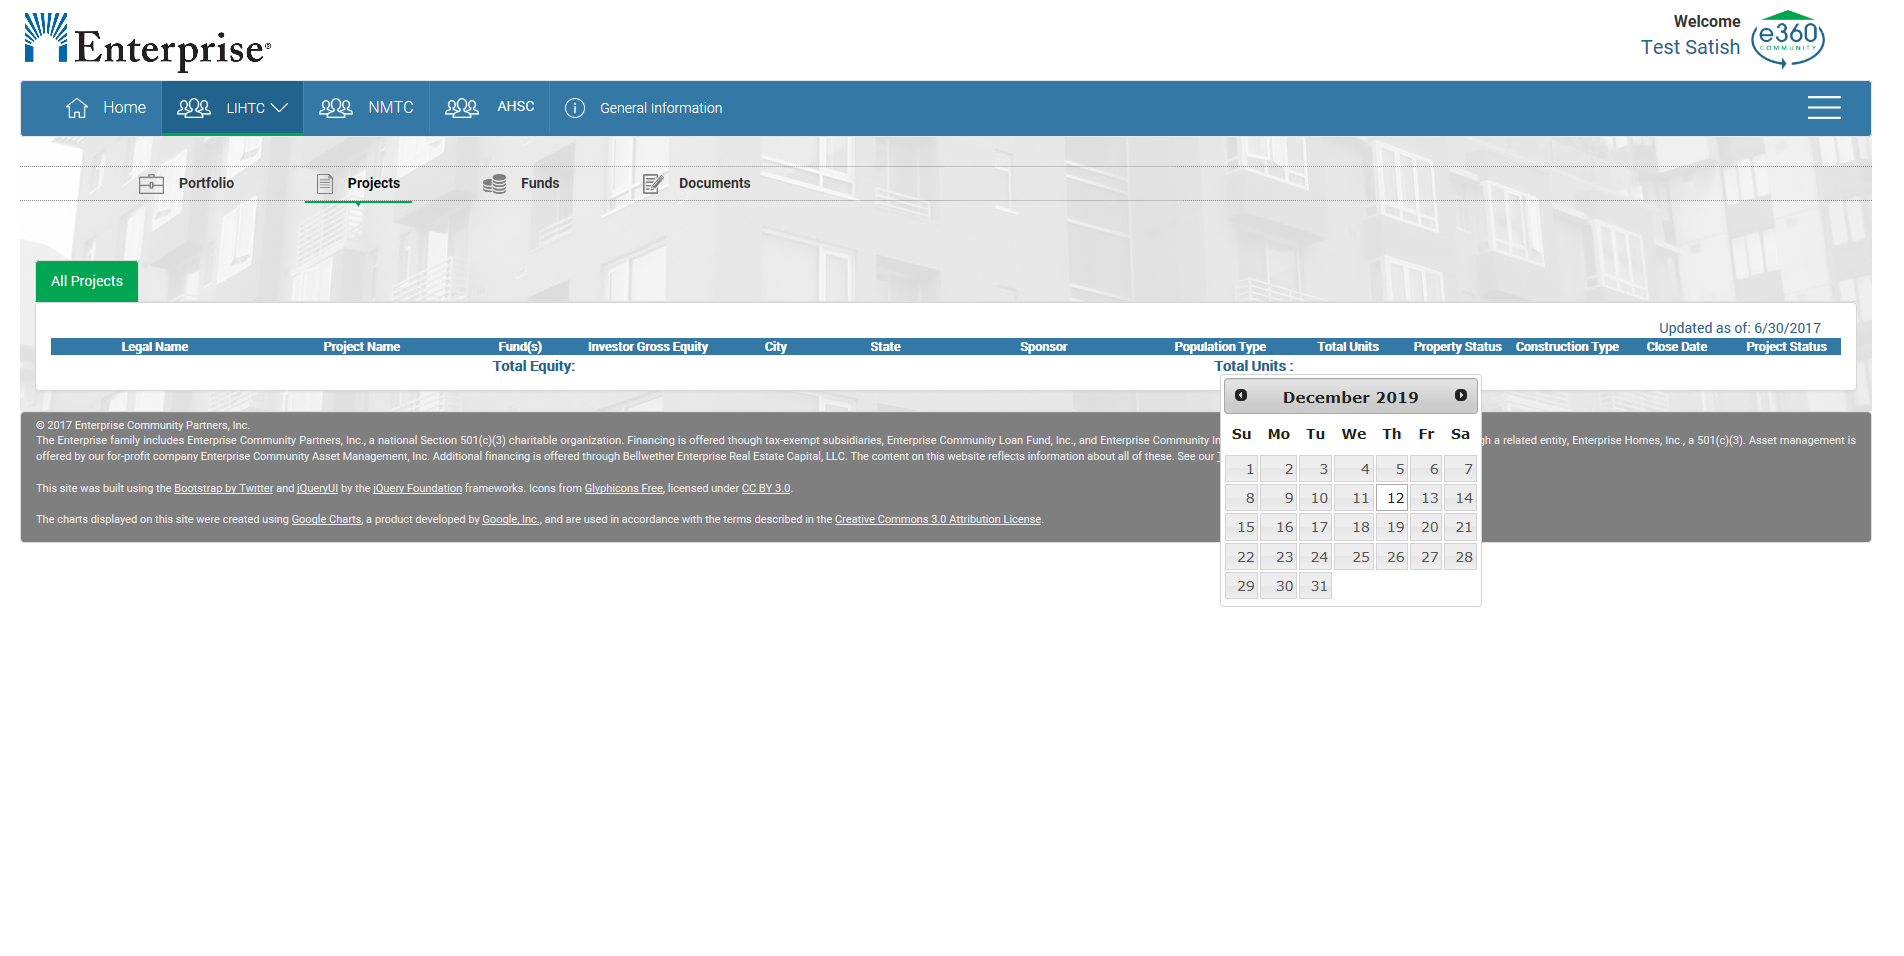 Enterprise®
Welcome
Test Satish
e360
COMMUNITY
Home
LIHTC
NMTC
AHSC
General Information
Portfolio
Projects
Funds
Documents
All Projects
Updated as of: 6/30/2017
Legal Name Project Name Fund(s) Investor Gross Equity City State Sponsor Population Type Total Units Property Status Construction Type Close Date Project Status
Total Equity: Total Units :
December 2019
Su Mo Tu We Th Fr Sa
1 2 3 4 5 6 7
8 9 10 11 12 13 14
15 16 17 18 19 20 21
22 23 24 25 26 27 28
29 30 31
© 2017 Enterprise Community Partners, Inc.
The Enterprise family includes Enterprise Community Partners, Inc., a national Section 501(c)(3) charitable organization. Financing is offered though tax-exempt subsidiaries, Enterprise Community Loan Fund, Inc., and Enterprise Community a related entity, Enterprise Homes, Inc., a 501(c)(3). Asset management is
offered by our for-profit company Enterprise Community Asset Management, Inc. Additional financing is offered through Bellwether Enterprise Real Estate Capital, LLC. The content on this website reflects information about all of these. See our
This site was built using the Bootstrap by Twitter and jQueryUI by the jQuery Foundation frameworks. Icons from Glyphicons Free, licensed under CC BY 3.0.
The charts displayed on this site were created using Google Charts, a product developed by Google, Inc., and are used in accordance with the terms described in the Creative Commons 3.0 Attribution License.